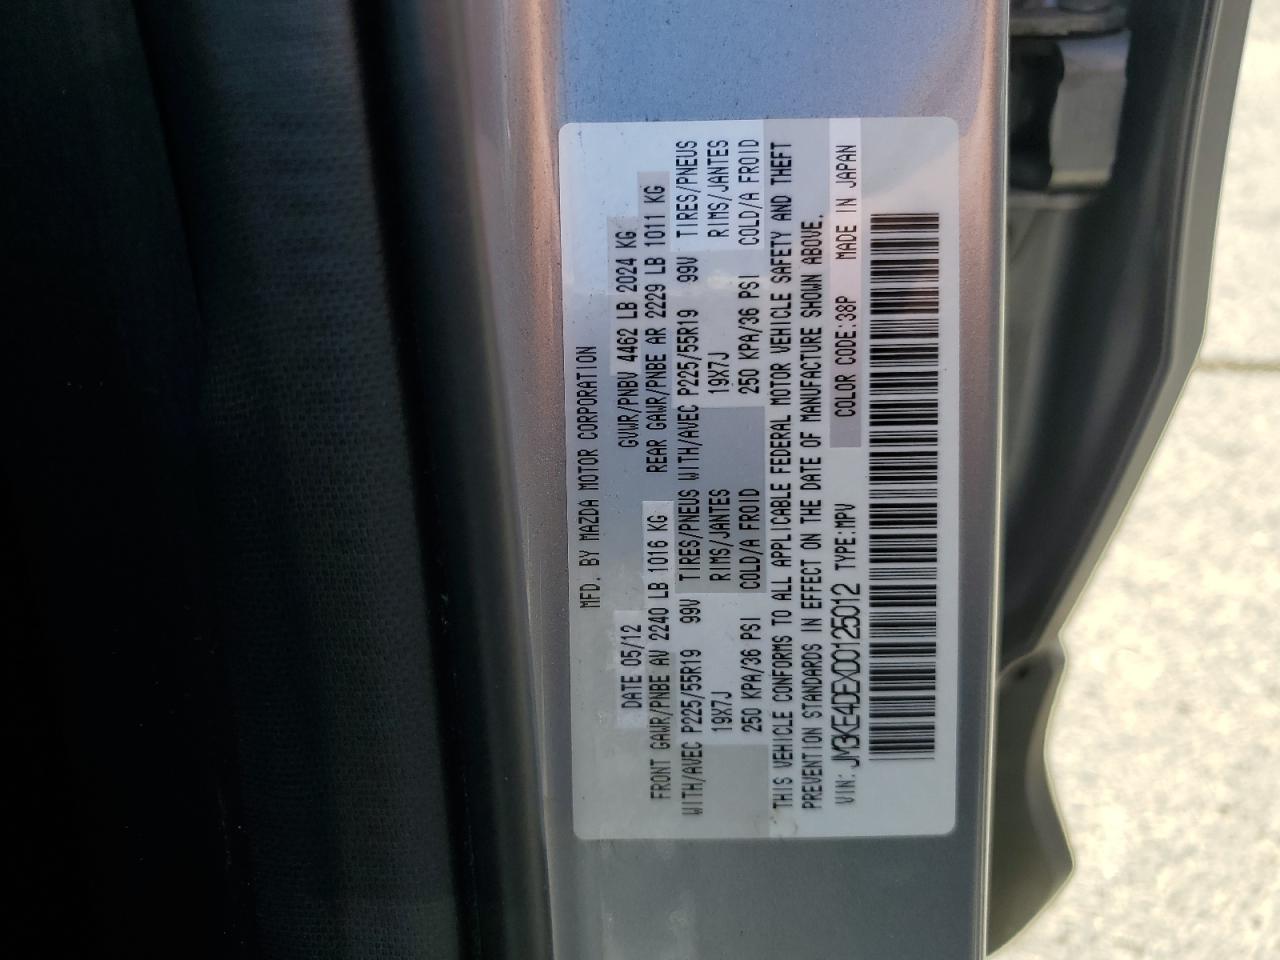 MFD. BY MAZDA MOTOR CORPORATION
DATE 05/12 GVWR/PNBV 4462 LB 2024 KG
FRONT GAWR/PNBE AV 2240 LB 1016 KG REAR GAWR/PNBE AR 2229 LB 1011 KG
WITH/AVEC P225/55R19 99V TIRES/PNEUS WITH/AVEC P225/55R19 99V TIRES/PNEUS
19X7J RIMS/JANTES 19X7J RIMS/JANTES
250 KPA/36 PSI COLD/A FROID 250 KPA/36 PSI COLD/A FROID
THIS VEHICLE CONFORMS TO ALL APPLICABLE FEDERAL MOTOR VEHICLE SAFETY AND THEFT
PREVENTION STANDARDS IN EFFECT ON THE DATE OF MANUFACTURE SHOWN ABOVE.
VIN: JM3KE4DEXD0125012 TYPE:MPV COLOR CODE:38P MADE IN JAPAN